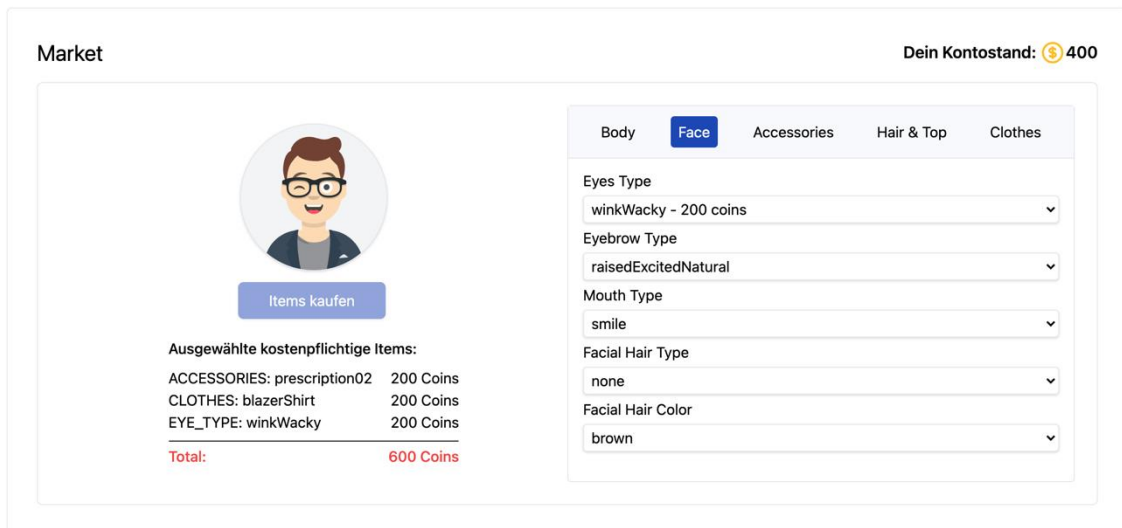 Market
Dein Kontostand: $ 400
Items kaufen
Ausgewählte kostenpflichtige Items:
ACCESSORIES: prescription02 200 Coins
CLOTHES: blazerShirt 200 Coins
EYE_TYPE: winkWacky 200 Coins
Total: 600 Coins
Body Face Accessories Hair & Top Clothes
Eyes Type
winkWacky - 200 coins
Eyebrow Type
raisedExcitedNatural
Mouth Type
smile
Facial Hair Type
none
Facial Hair Color
brown